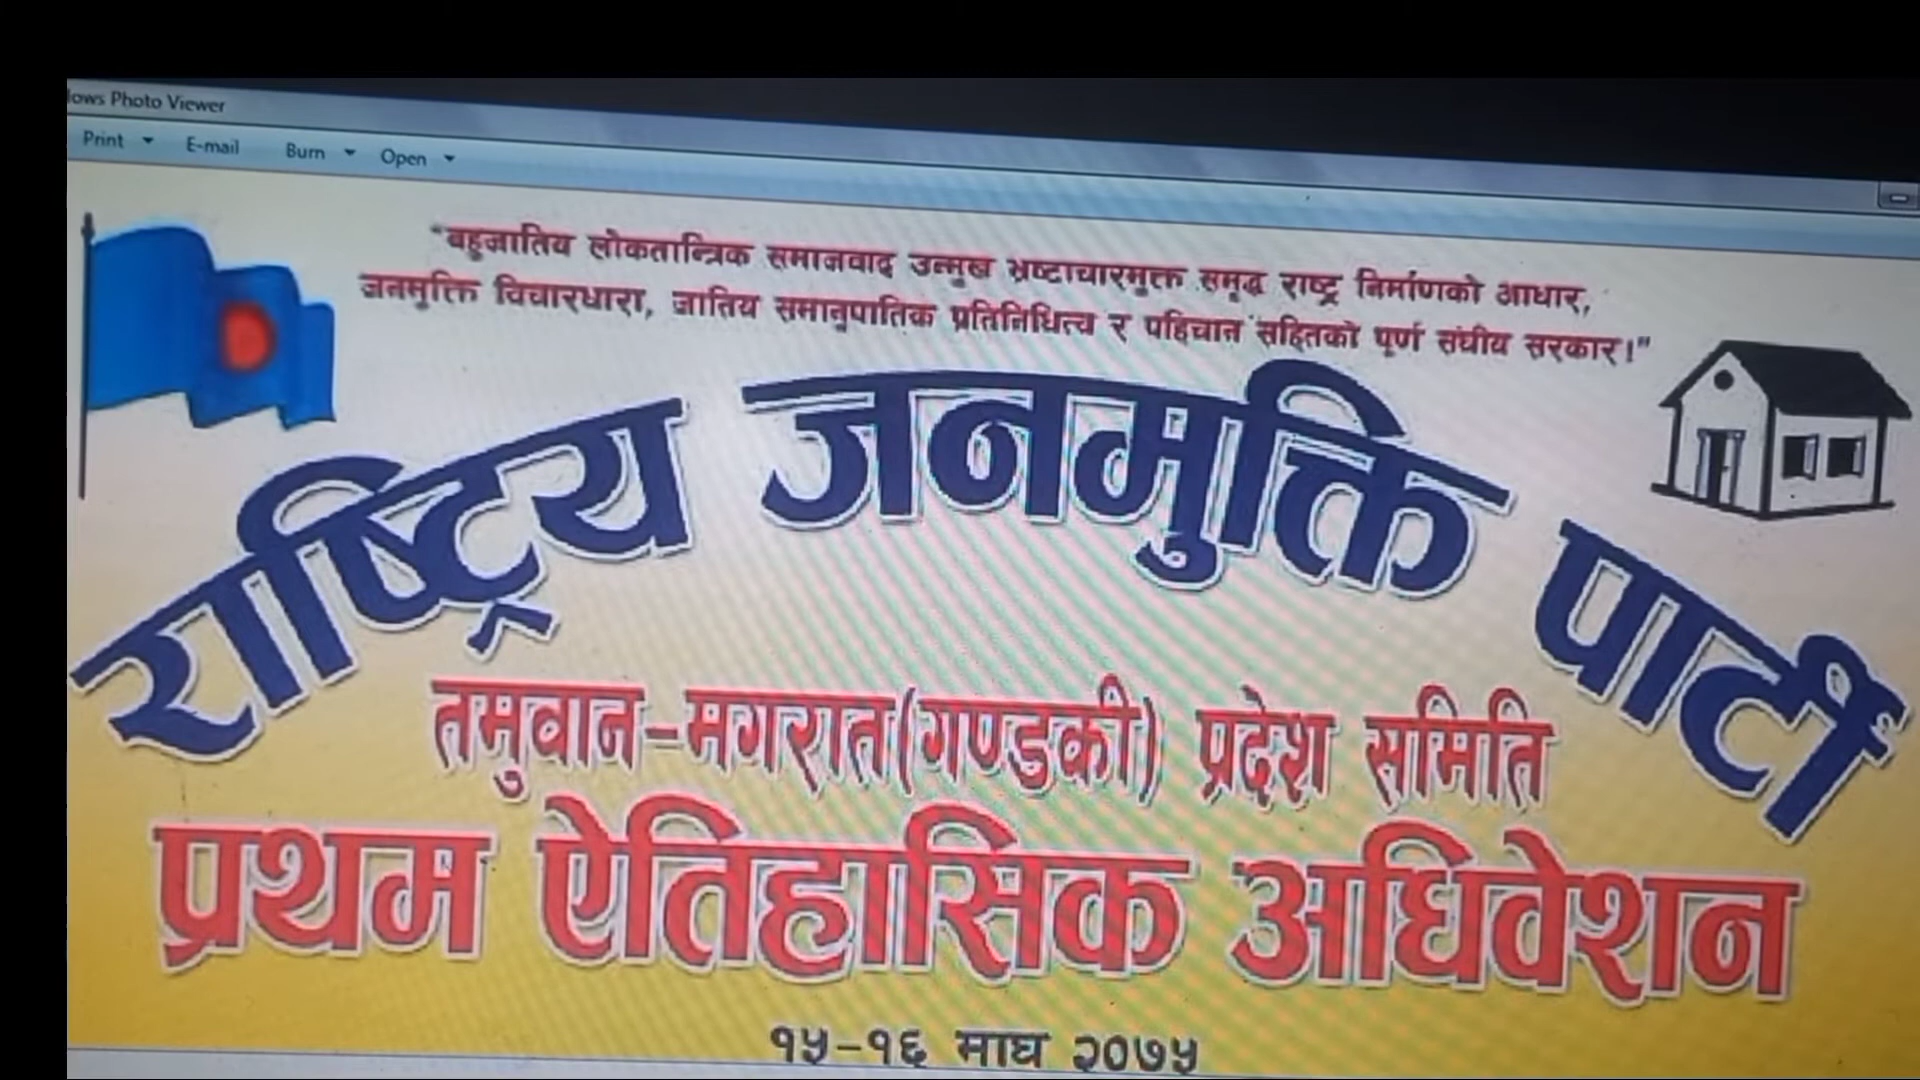 ows Photo Viewer
Print E-mail Burn Open
"बहुजातिय लोकतान्त्रिक समाजवाद उन्मुख भ्रष्टाचारमुक्त समृद्ध राष्ट्र निर्माणको आधार,
जनमुक्ति विचारधारा, जातिय समानुपातिक प्रतिनिधित्व र पहिचान सहितको पूर्ण संघीय सरकार।"
राष्ट्रिय जनमुक्ति पार्टी
तमुवान-मगरात(गण्डकी) प्रदेश समिति
प्रथम ऐतिहासिक अधिवेशन
१५-१६ माघ २०७५